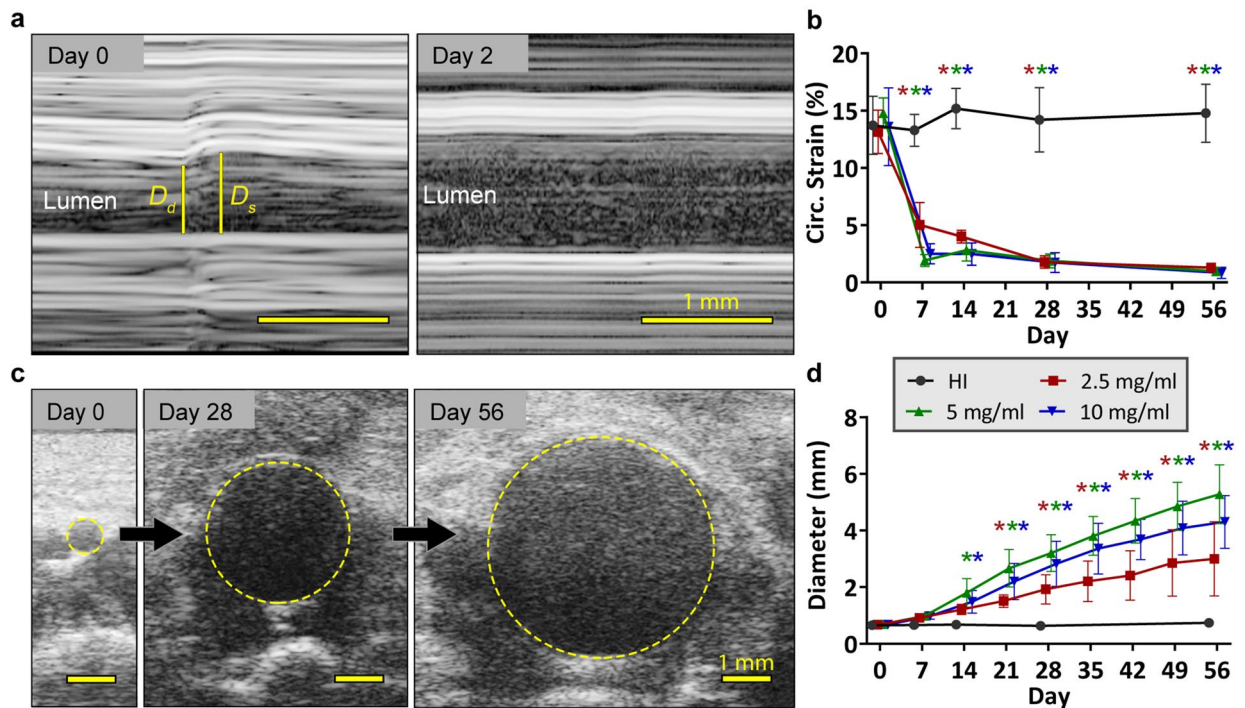 a
Day 0
Day 2
Lumen
D_d
D_s
Lumen
1 mm
b
Circ. Strain (%)
20
15
10
5
0
*** *** *** ***
0 7 14 21 28 35 42 49 56
Day
c
Day 0
Day 28
Day 56
1 mm
d
HI 2.5 mg/ml
5 mg/ml 10 mg/ml
Diameter (mm)
8
6
4
2
0
** *** *** *** *** *** ***
0 7 14 21 28 35 42 49 56
Day